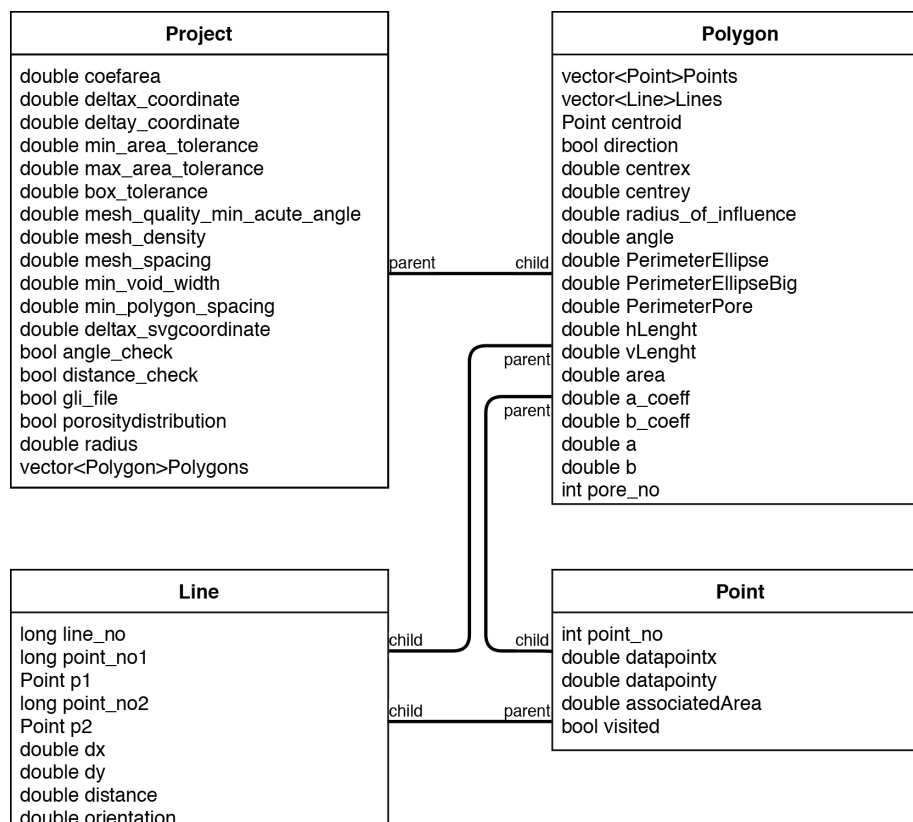 Project
double coefarea
double deltax_coordinate
double deltay_coordinate
double min_area_tolerance
double max_area_tolerance
double box_tolerance
double mesh_quality_min_acute_angle
double mesh_density
double mesh_spacing
double min_void_width
double min_polygon_spacing
double deltax_svgcoordinate
bool angle_check
bool distance_check
bool gli_file
bool porositydistribution
double radius
vector<Polygon>Polygons
parent
child
Polygon
vector<Point>Points
vector<Line>Lines
Point centroid
bool direction
double centrex
double centrey
double radius_of_influence
double angle
double PerimeterEllipse
double PerimeterEllipseBig
double PerimeterPore
double hLenght
double vLenght
double area
double a_coeff
double b_coeff
double a
double b
int pore_no
parent
parent
Line
long line_no
long point_no1
Point p1
long point_no2
Point p2
double dx
double dy
double distance
double orientation
child
child
child
parent
Point
int point_no
double datapointx
double datapointy
double associatedArea
bool visited